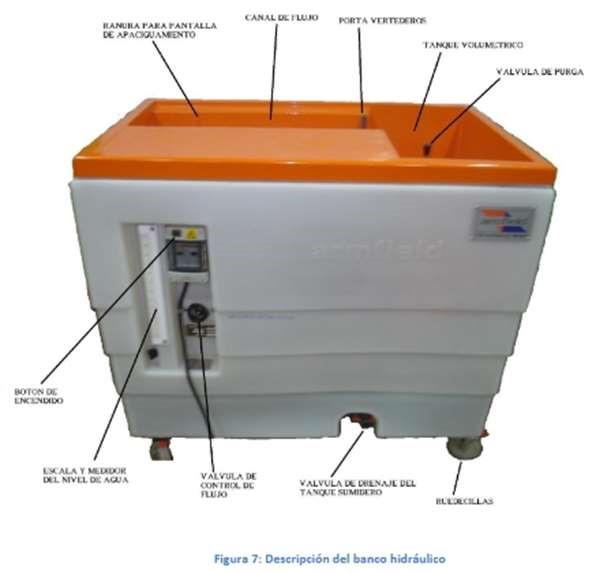 RANURA PARA PANTALLA
DE APACIGUAMIENTO
CANAL DE FLUJO
PORTA VERTEDEROS
TANQUE VOLUMETRICO
VALVULA DE PURGA
armfield
armfield
BOTON DE
ENCENDIDO
ESCALA Y MEDIDOR
DEL NIVEL DE AGUA
VALVULA DE
CONTROL DE
FLUJO
VALVULA DE DRENAJE DEL
TANQUE SUMIDERO
RUEDECILLAS
Figura 7: Descripción del banco hidráulico